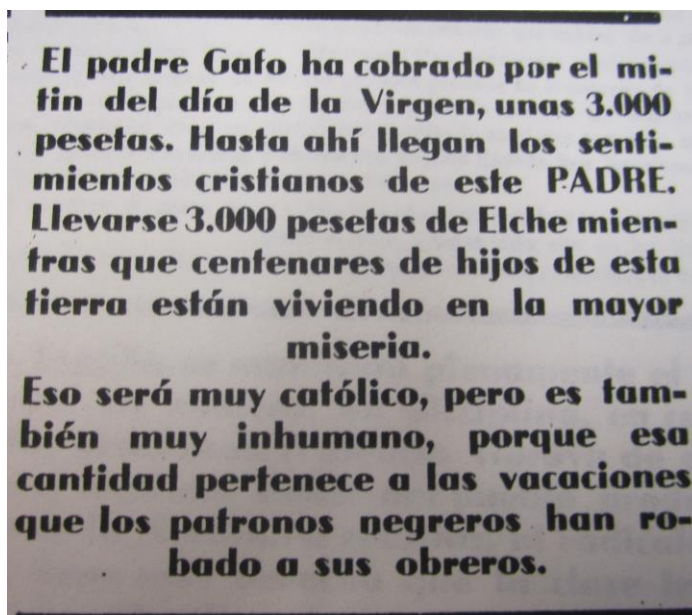 El padre Gafo ha cobrado por el mi-
tin del día de la Virgen, unas 3.000
pesetas. Hasta ahí llegan los senti-
mientos cristianos de este PADRE.
Llevarse 3.000 pesetas de Elche mien-
tras que centenares de hijos de esta
tierra están viviendo en la mayor
miseria.
Eso será muy católico, pero es tam-
bién muy inhumano, porque esa
cantidad pertenece a las vacaciones
que los patronos negreros han ro-
bado a sus obreros.